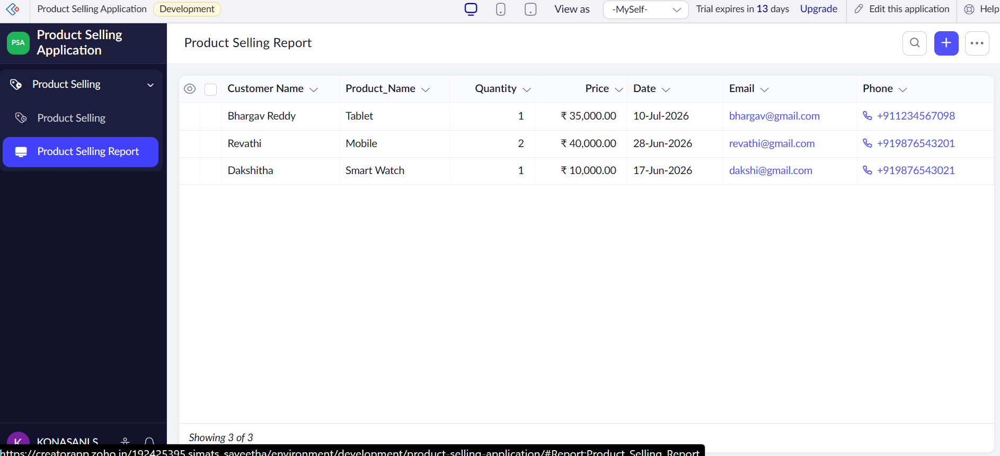 Product Selling Application Development View as -MySelf- Trial expires in 13 days Upgrade Edit this application Help
PSA
Product Selling
Application
Product Selling
Product Selling
Product Selling Report
Product Selling Report
Customer Name Product_Name Quantity Price Date Email Phone
Bhargav Reddy Tablet 1 ₹ 35,000.00 10-Jul-2026 bhargav@gmail.com +911234567098
Revathi Mobile 2 ₹ 40,000.00 28-Jun-2026 revathi@gmail.com +919876543201
Dakshitha Smart Watch 1 ₹ 10,000.00 17-Jun-2026 dakshi@gmail.com +919876543021
Showing 3 of 3
K KONASANI S
https://creatorapp.zoho.in/192425395.simats_saveetha/environment/development/product-selling-application/#Report:Product_Selling_Report